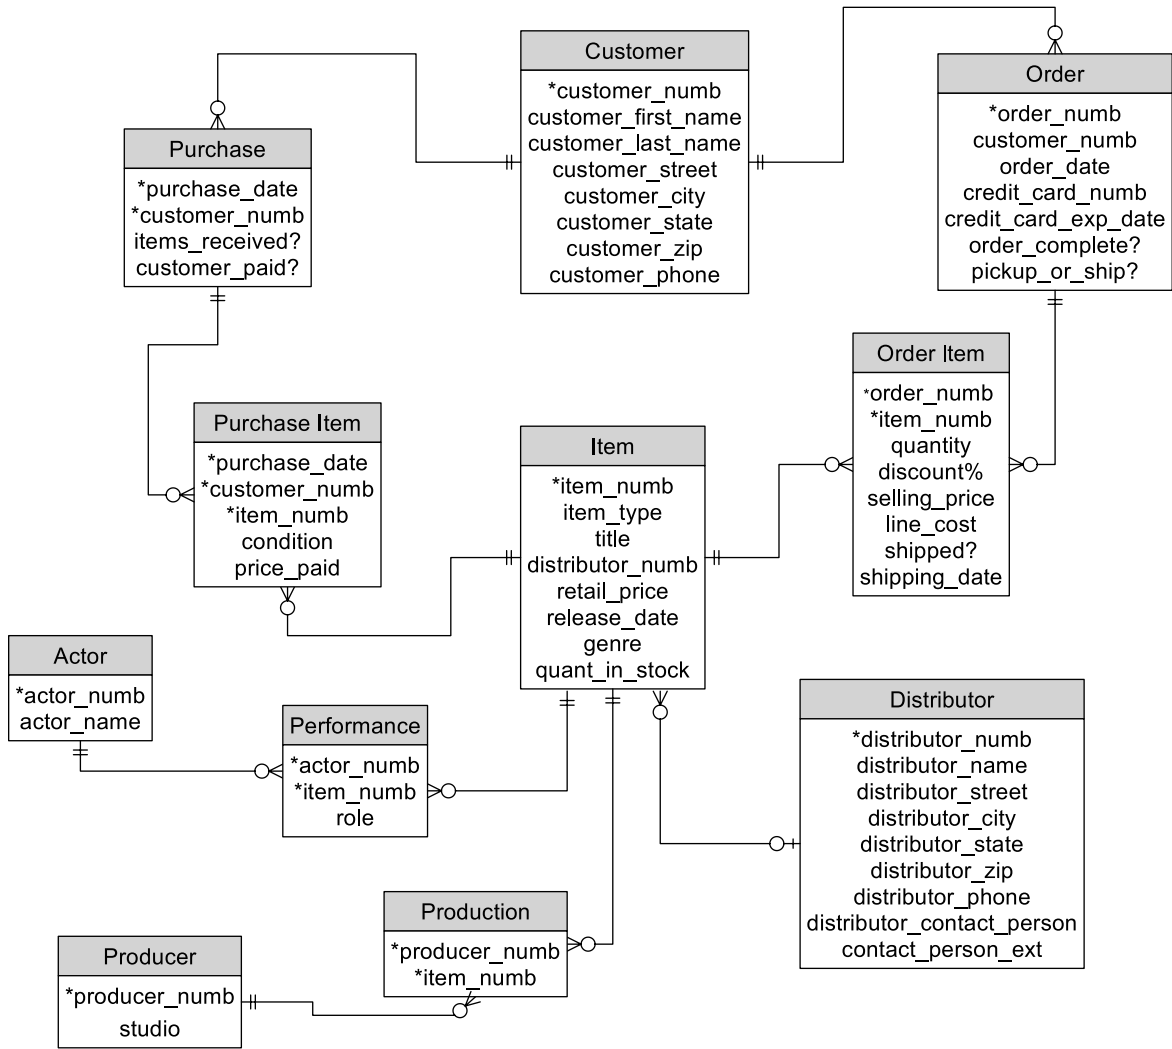 Customer
*customer_numb
customer_first_name
customer_last_name
customer_street
customer_city
customer_state
customer_zip
customer_phone
Order
*order_numb
customer_numb
order_date
credit_card_numb
credit_card_exp_date
order_complete?
pickup_or_ship?
Purchase
*purchase_date
*customer_numb
items_received?
customer_paid?
Order Item
*order_numb
*item_numb
quantity
discount%
selling_price
line_cost
shipped?
shipping_date
Purchase Item
*purchase_date
*customer_numb
*item_numb
condition
price_paid
Item
*item_numb
item_type
title
distributor_numb
retail_price
release_date
genre
quant_in_stock
Actor
*actor_numb
actor_name
Performance
*actor_numb
*item_numb
role
Distributor
*distributor_numb
distributor_name
distributor_street
distributor_city
distributor_state
distributor_zip
distributor_phone
distributor_contact_person
contact_person_ext
Production
*producer_numb
*item_numb
Producer
*producer_numb
studio